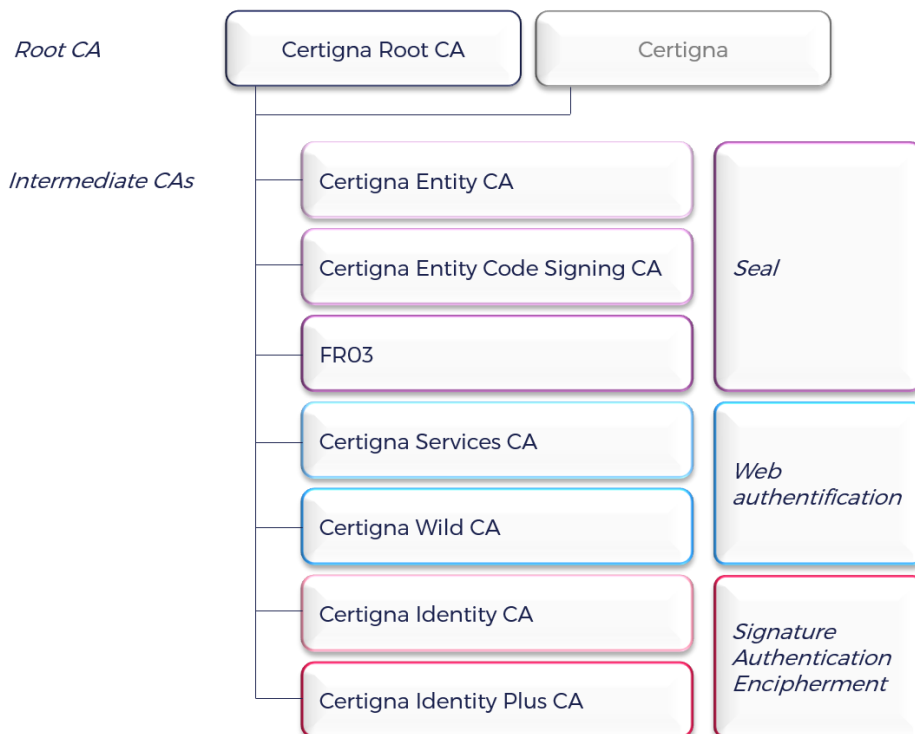 Root CA
Certigna Root CA
Certigna
Intermediate CAs
Certigna Entity CA
Certigna Entity Code Signing CA
Seal
FR03
Certigna Services CA
Certigna Wild CA
Web
authentification
Certigna Identity CA
Certigna Identity Plus CA
Signature
Authentication
Encipherment